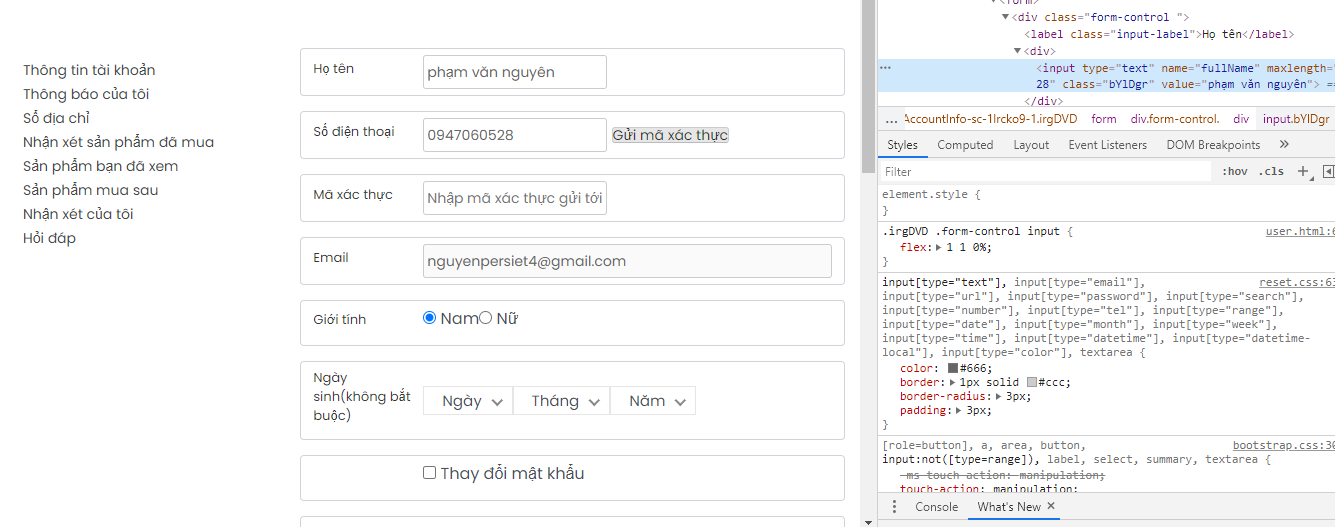 Thông tin tài khoản
Thông báo của tôi
Sổ địa chỉ
Nhận xét sản phẩm đã mua
Sản phẩm bạn đã xem
Sản phẩm mua sau
Nhận xét của tôi
Hỏi đáp
Họ tên
phạm văn nguyên
Số điện thoại
0947060528 Gửi mã xác thực
Mã xác thực
Nhập mã xác thực gửi tới
Email
nguyenpersiet4@gmail.com
Giới tính
Nam Nữ
Ngày
sinh(không bắt
buộc)
Ngày Tháng Năm
Thay đổi mật khẩu
<form>
<div class="form-control ">
<label class="input-label">Họ tên</label>
<div>
<input type="text" name="fullName" maxlength="
28" class="bYlDgr" value="phạm văn nguyên"> ==
</div>
... AccountInfo-sc-1lrcko9-1.irgDVD form div.form-control. div input.bYlDgr
Styles Computed Layout Event Listeners DOM Breakpoints »
Filter :hov .cls +
element.style {
}
.irgDVD .form-control input { user.html:6
flex: 1 1 0%;
}
input[type="text"], input[type="email"], reset.css:63
input[type="url"], input[type="password"], input[type="search"],
input[type="number"], input[type="tel"], input[type="range"],
input[type="date"], input[type="month"], input[type="week"],
input[type="time"], input[type="datetime"], input[type="datetime-
local"], input[type="color"], textarea {
color: #666;
border: 1px solid #ccc;
border-radius: 3px;
padding: 3px;
}
[role=button], a, area, button, bootstrap.css:30
input:not([type=range]), label, select, summary, textarea {
-ms-touch-action: manipulation;
touch-action: manipulation;
Console What's New ×